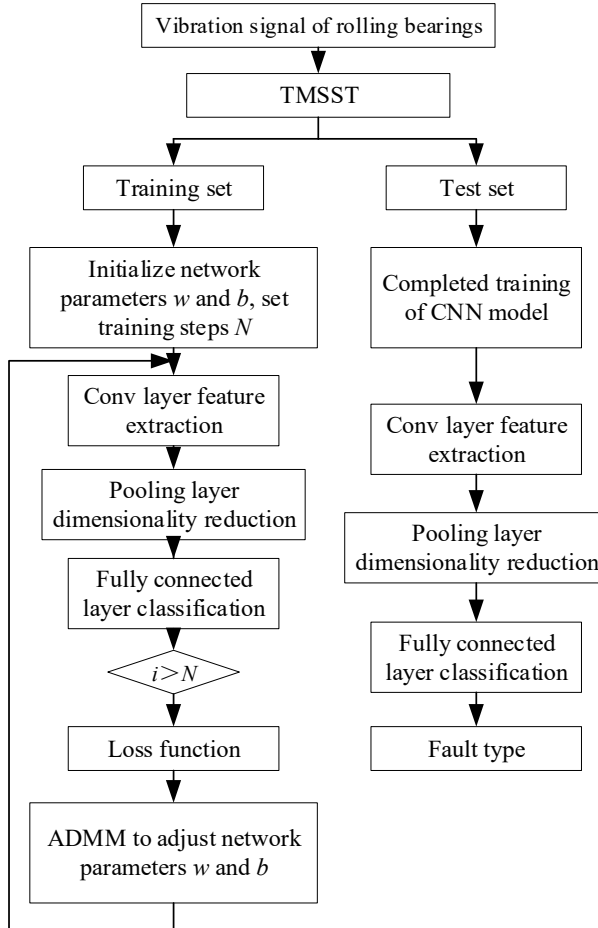 Vibration signal of rolling bearings
TMSST
Training set
Initialize network
parameters w and b, set
training steps N
Conv layer feature
extraction
Pooling layer
dimensionality reduction
Fully connected
layer classification
i>N
Loss function
ADMM to adjust network
parameters w and b
Test set
Completed training
of CNN model
Conv layer feature
extraction
Pooling layer
dimensionality reduction
Fully connected
layer classification
Fault type